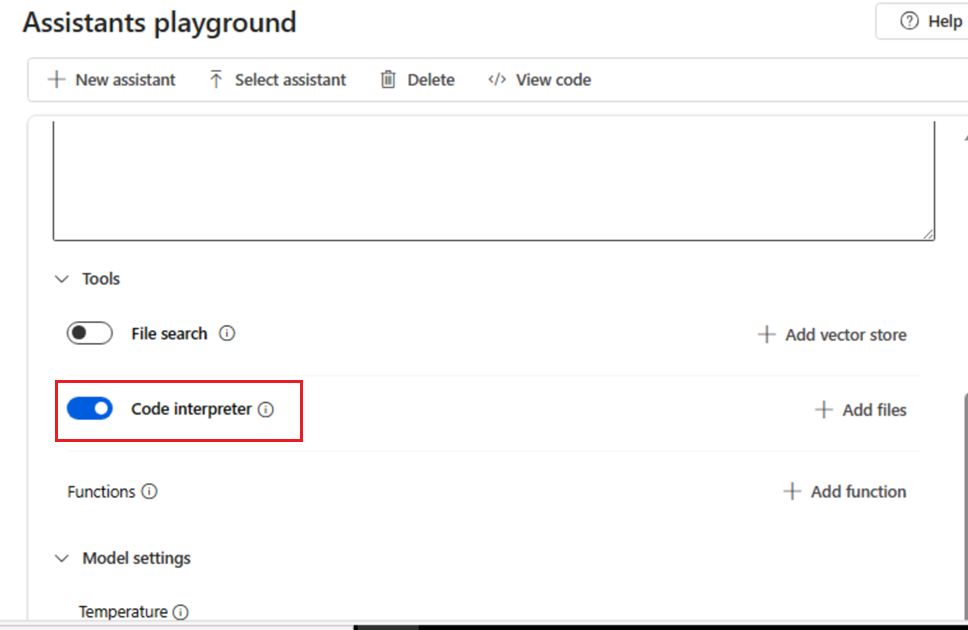 Assistants playground
Help
New assistant
Select assistant
Delete
View code
Tools
File search
Add vector store
Code interpreter
Add files
Functions
Add function
Model settings
Temperature